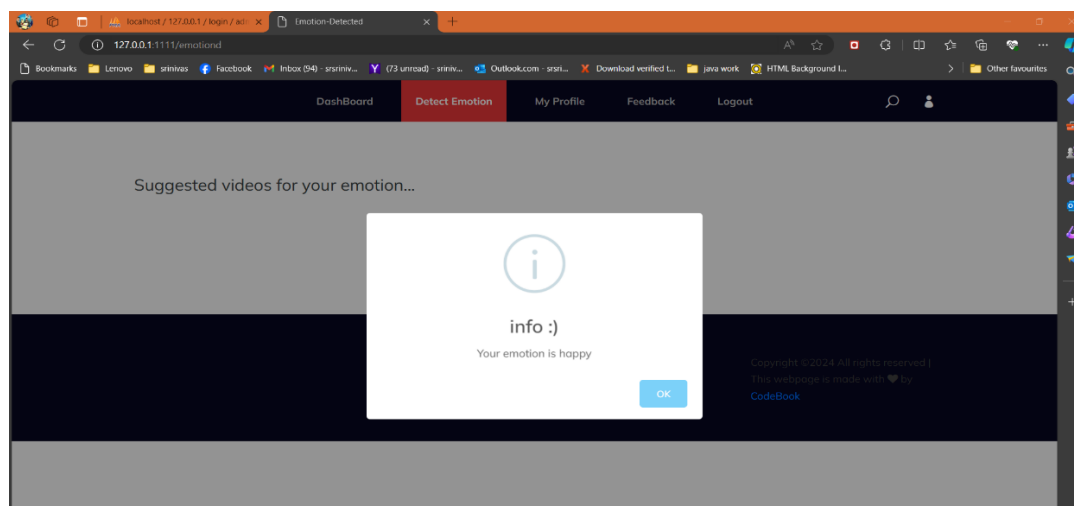 localhost / 127.0.0.1 / login / adm
Emotion-Detected
127.0.0.1:1111/emotiond
Bookmarks Lenovo srinivas Facebook Inbox (94) - srsriniv... (73 unread) - sriniv... Outlook.com - srsri... Download verified t... java work HTML Background I... Other favourites
DashBoard Detect Emotion My Profile Feedback Logout
Suggested videos for your emotion...
info :)
Your emotion is happy
OK
Copyright ©2024 All rights reserved |
This webpage is made with ♥ by
CodeBook